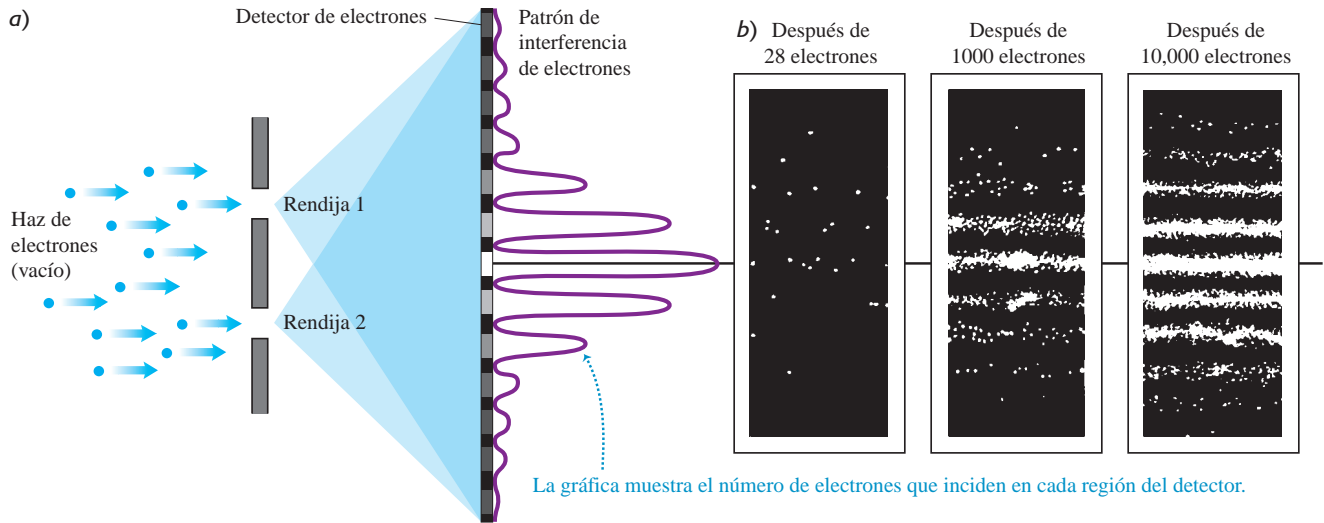 a)
Detector de electrones
Patrón de
interferencia
de electrones
Haz de
electrones
(vacío)
Rendija 1
Rendija 2
b)
Después de
28 electrones
Después de
1000 electrones
Después de
10,000 electrones
La gráfica muestra el número de electrones que inciden en cada región del detector.